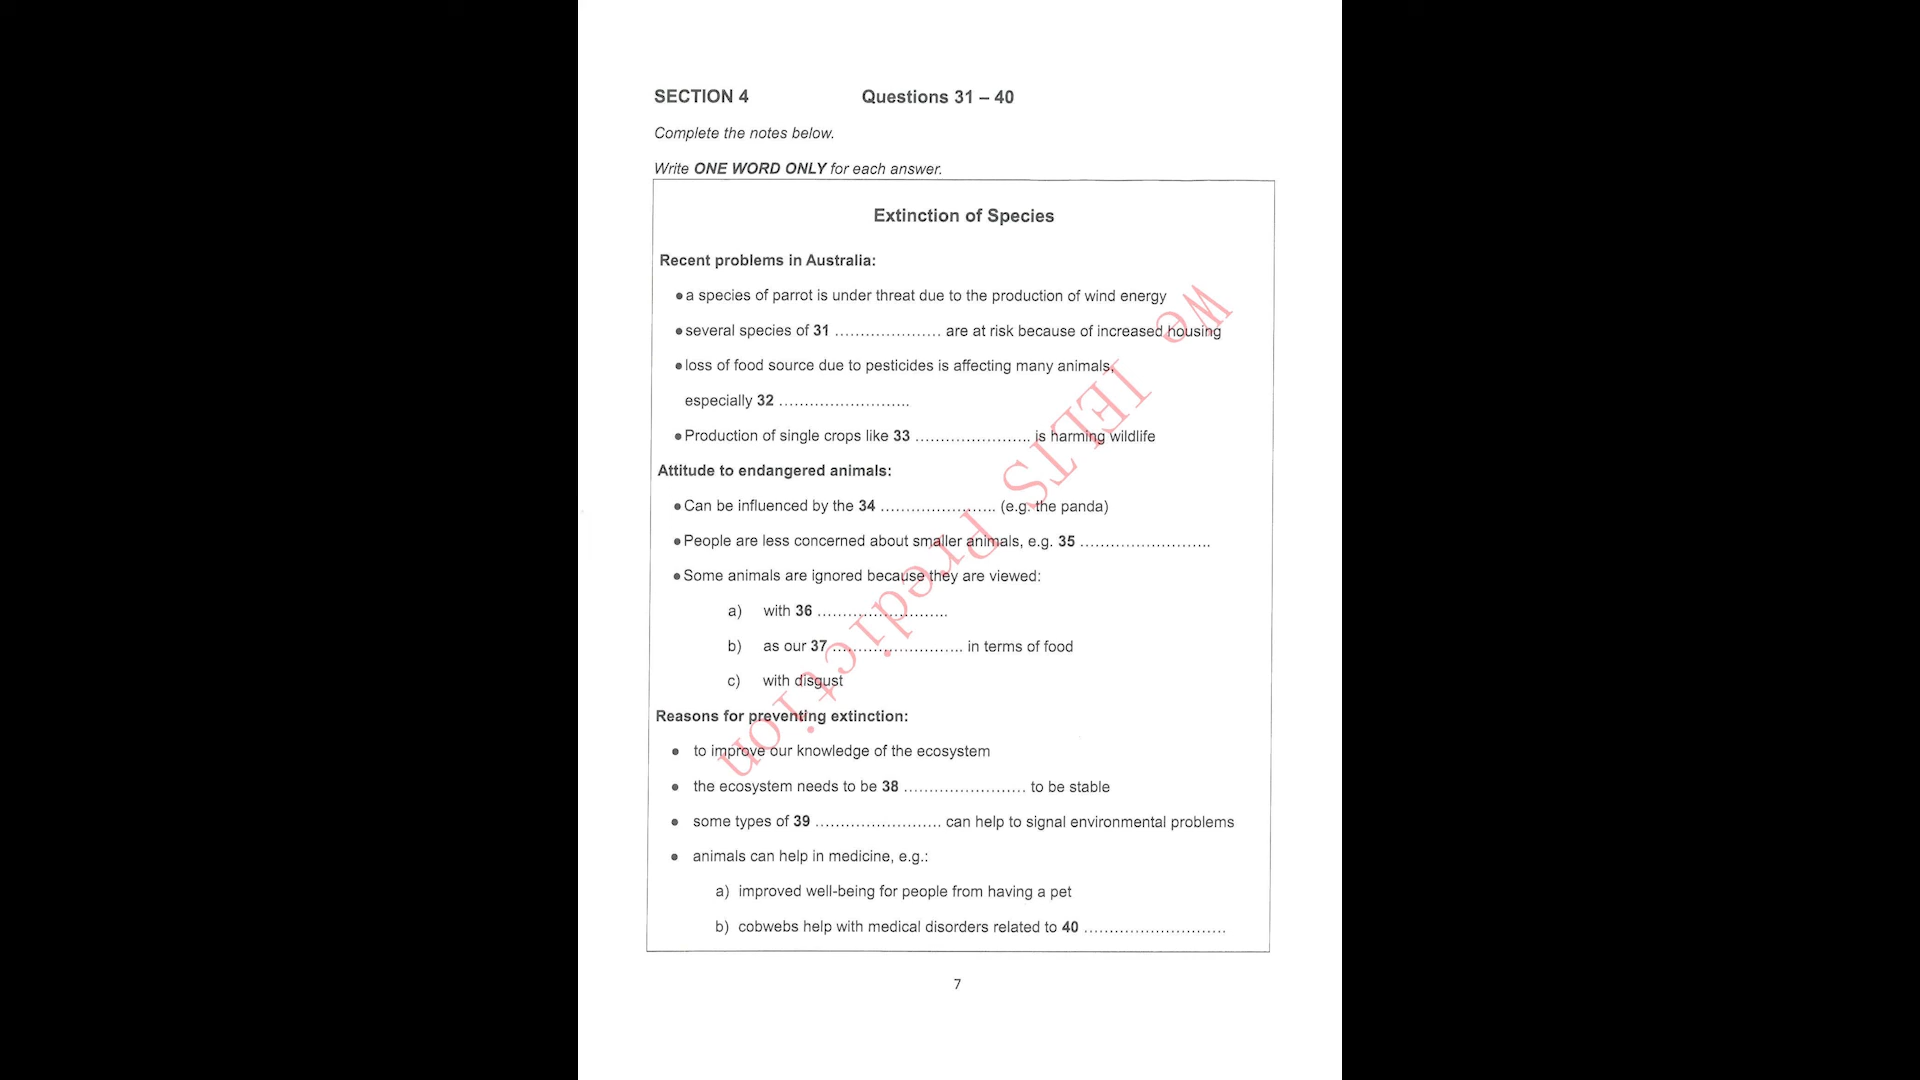 SECTION 4 Questions 31 – 40
Complete the notes below.
Write ONE WORD ONLY for each answer.
Extinction of Species
Recent problems in Australia:
● a species of parrot is under threat due to the production of wind energy
● several species of 31 ..................... are at risk because of increased housing
● loss of food source due to pesticides is affecting many animals,
especially 32 ..........................
● Production of single crops like 33 ....................... is harming wildlife
Attitude to endangered animals:
● Can be influenced by the 34 ....................... (e.g. the panda)
● People are less concerned about smaller animals, e.g. 35 ..........................
● Some animals are ignored because they are viewed:
a) with 36 ..........................
b) as our 37 .......................... in terms of food
c) with disgust
Reasons for preventing extinction:
● to improve our knowledge of the ecosystem
● the ecosystem needs to be 38 ........................ to be stable
● some types of 39 ......................... can help to signal environmental problems
● animals can help in medicine, e.g.:
a) improved well-being for people from having a pet
b) cobwebs help with medical disorders related to 40 ............................
7
We IELTS Prediction